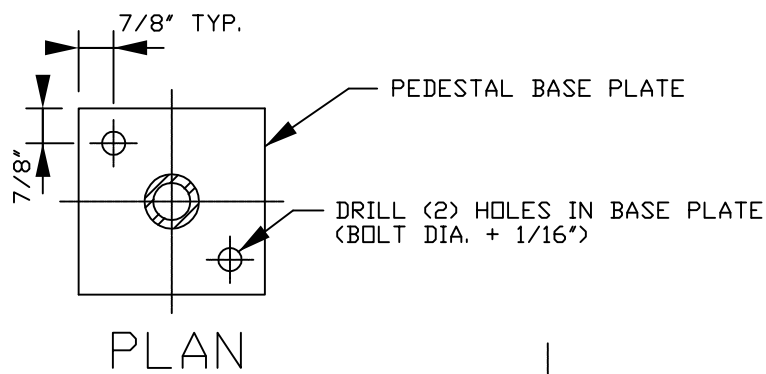 7/8" TYP.
PEDESTAL BASE PLATE
7/8"
DRILL (2) HOLES IN BASE PLATE
(BOLT DIA. + 1/16")
PLAN